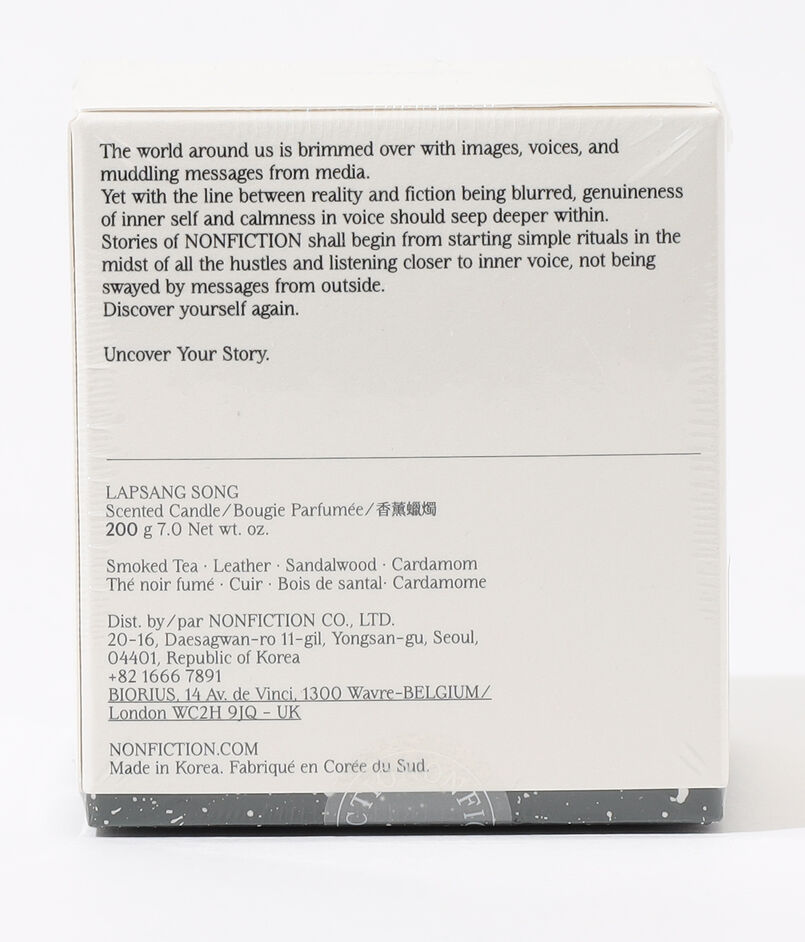 The world around us is brimmed over with images, voices, and
muddling messages from media.
Yet with the line between reality and fiction being blurred, genuineness
of inner self and calmness in voice should seep deeper within.
Stories of NONFICTION shall begin from starting simple rituals in the
midst of all the hustles and listening closer to inner voice, not being
swayed by messages from outside.
Discover yourself again.
Uncover Your Story.
LAPSANG SONG
Scented Candle/Bougie Parfumée/香薰蠟燭
200 g 7.0 Net wt. oz.
Smoked Tea · Leather · Sandalwood · Cardamom
Thé noir fumé · Cuir · Bois de santal· Cardamome
Dist. by/par NONFICTION CO., LTD.
20-16, Daesagwan-ro 11-gil, Yongsan-gu, Seoul,
04401, Republic of Korea
+82 1666 7891
BIORIUS, 14 Av. de Vinci, 1300 Wavre-BELGIUM/
London WC2H 9JQ - UK
NONFICTION.COM
Made in Korea. Fabriqué en Corée du Sud.